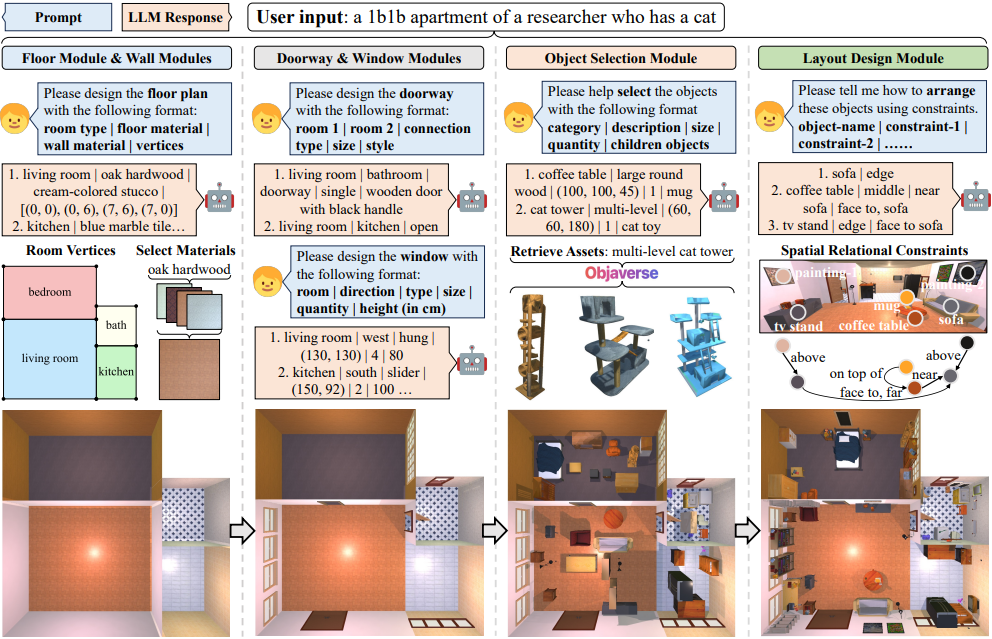 Prompt
LLM Response
User input: a 1b1b apartment of a researcher who has a cat
Floor Module & Wall Modules
Please design the floor plan
with the following format:
room type | floor material |
wall material | vertices
1. living room | oak hardwood |
cream-colored stucco |
[(0, 0), (0, 6), (7, 6), (7, 0)]
2. kitchen | blue marble tile…
Room Vertices
bedroom
bath
living room
kitchen
Select Materials
oak hardwood
Doorway & Window Modules
Please design the doorway
with the following format:
room 1 | room 2 | connection
type | size | style
1. living room | bathroom |
doorway | single | wooden door
with black handle
2. living room | kitchen | open
Please design the window with
the following format:
room | direction | type | size |
quantity | height (in cm)
1. living room | west | hung |
(130, 130) | 4 | 80
2. kitchen | south | slider |
(150, 92) | 2 | 100 …
Object Selection Module
Please help select the objects
with the following format
category | description | size |
quantity | children objects
1. coffee table | large round
wood | (100, 100, 45) | 1 | mug
2. cat tower | multi-level | (60,
60, 180) | 1 | cat toy
Retrieve Assets: multi-level cat tower
Objaverse
Layout Design Module
Please tell me how to arrange
these objects using constraints.
object-name | constraint-1 |
constraint-2 | ……
1. sofa | edge
2. coffee table | middle | near
sofa | face to, sofa
3. tv stand | edge | face to sofa
Spatial Relational Constraints
painting-1
painting-2
mug
tv stand
coffee table
sofa
above
above
on top of
near
face to, far